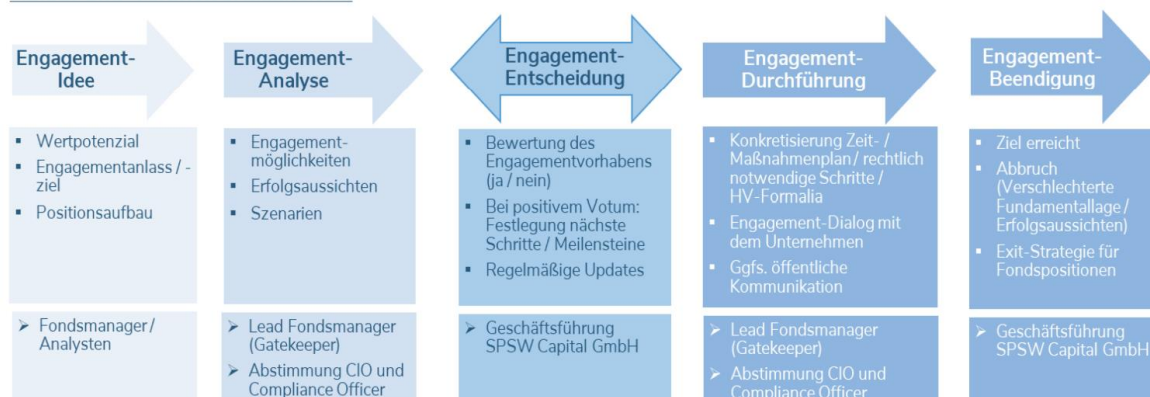 Engagement-
Idee
Engagement-
Analyse
Engagement-
Entscheidung
Engagement-
Durchführung
Engagement-
Beendigung
▪ Wertpotenzial
▪ Engagementanlass / -
ziel
▪ Positionsaufbau
▪ Engagement-
möglichkeiten
▪ Erfolgsaussichten
▪ Szenarien
▪ Bewertung des
Engagementvorhabens
(ja / nein)
▪ Bei positivem Votum:
Festlegung nächste
Schritte / Meilensteine
▪ Regelmäßige Updates
▪ Konkretisierung Zeit- /
Maßnahmenplan / rechtlich
notwendige Schritte /
HV-Formalia
▪ Engagement-Dialog mit
dem Unternehmen
▪ Ggfs. öffentliche
Kommunikation
▪ Ziel erreicht
▪ Abbruch
(Verschlechterte
Fundamentallage /
Erfolgsaussichten)
▪ Exit-Strategie für
Fondspositionen
➢ Fondsmanager /
Analysten
➢ Lead Fondsmanager
(Gatekeeper)
➢ Abstimmung CIO und
Compliance Officer
➢ Geschäftsführung
SPSW Capital GmbH
➢ Lead Fondsmanager
(Gatekeeper)
➢ Abstimmung CIO und
Compliance Officer
➢ Geschäftsführung
SPSW Capital GmbH